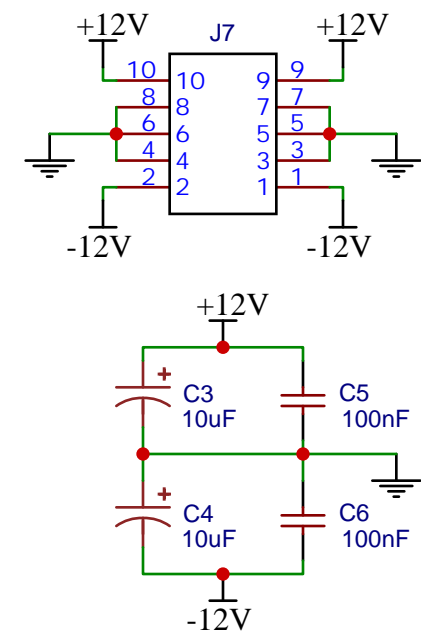 +12V J7 +12V
10 10 9 9
8 8 7 7
6 6 5 5
4 4 3 3
2 2 1 1
-12V -12V
+12V
+ C3 C5
10uF 100nF
+ C4 C6
10uF 100nF
-12V